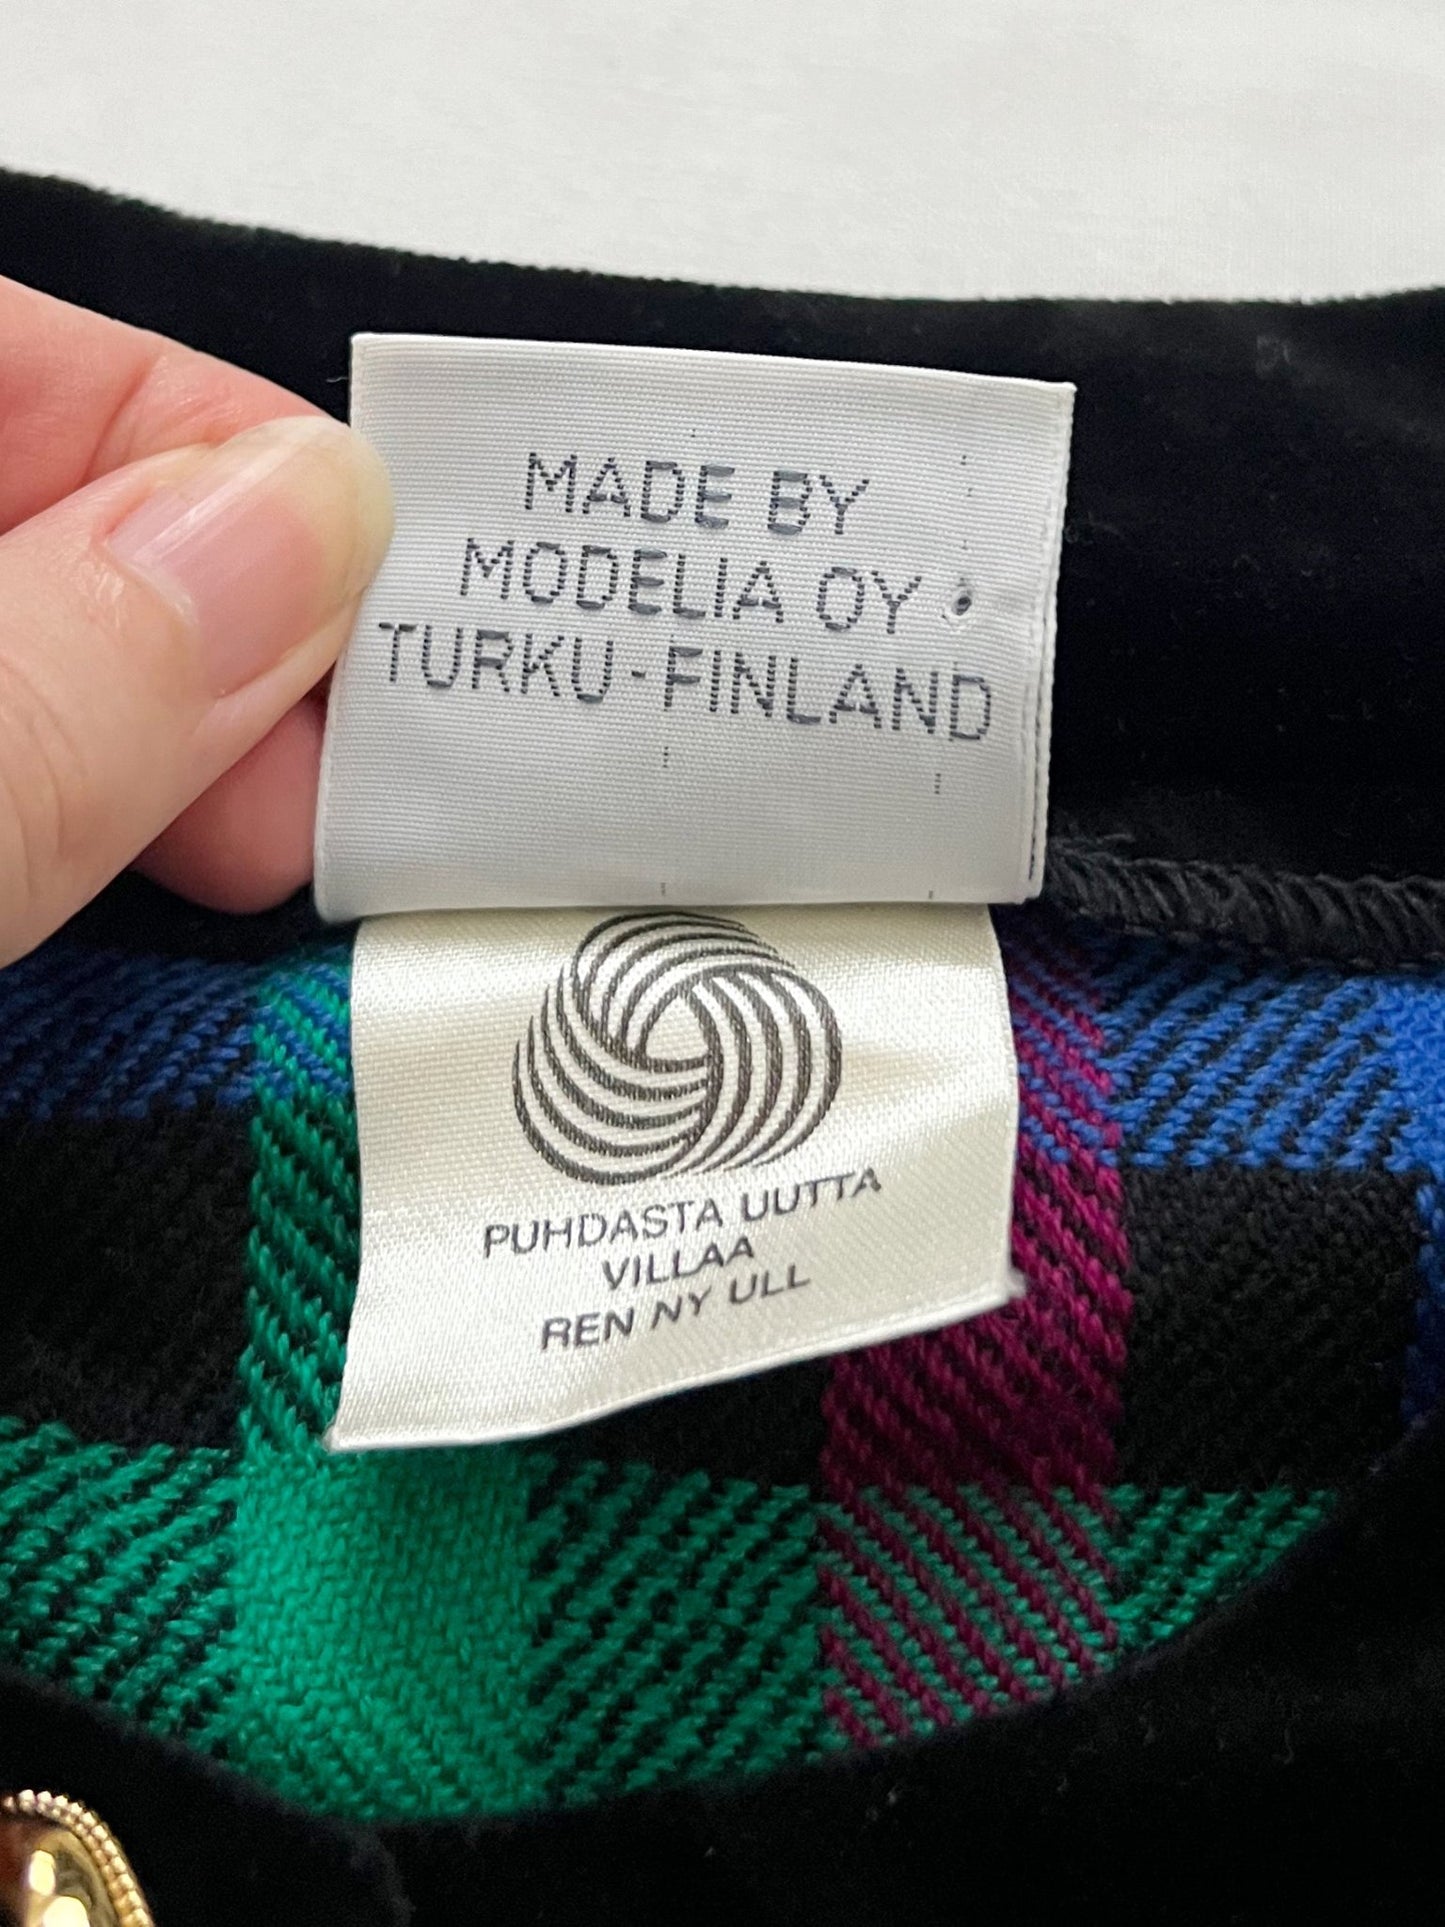 MADE BY
MODELIA OY
TURKU-FINLAND
PUHDASTA UUTTA
VILLAA
REN NY ULL